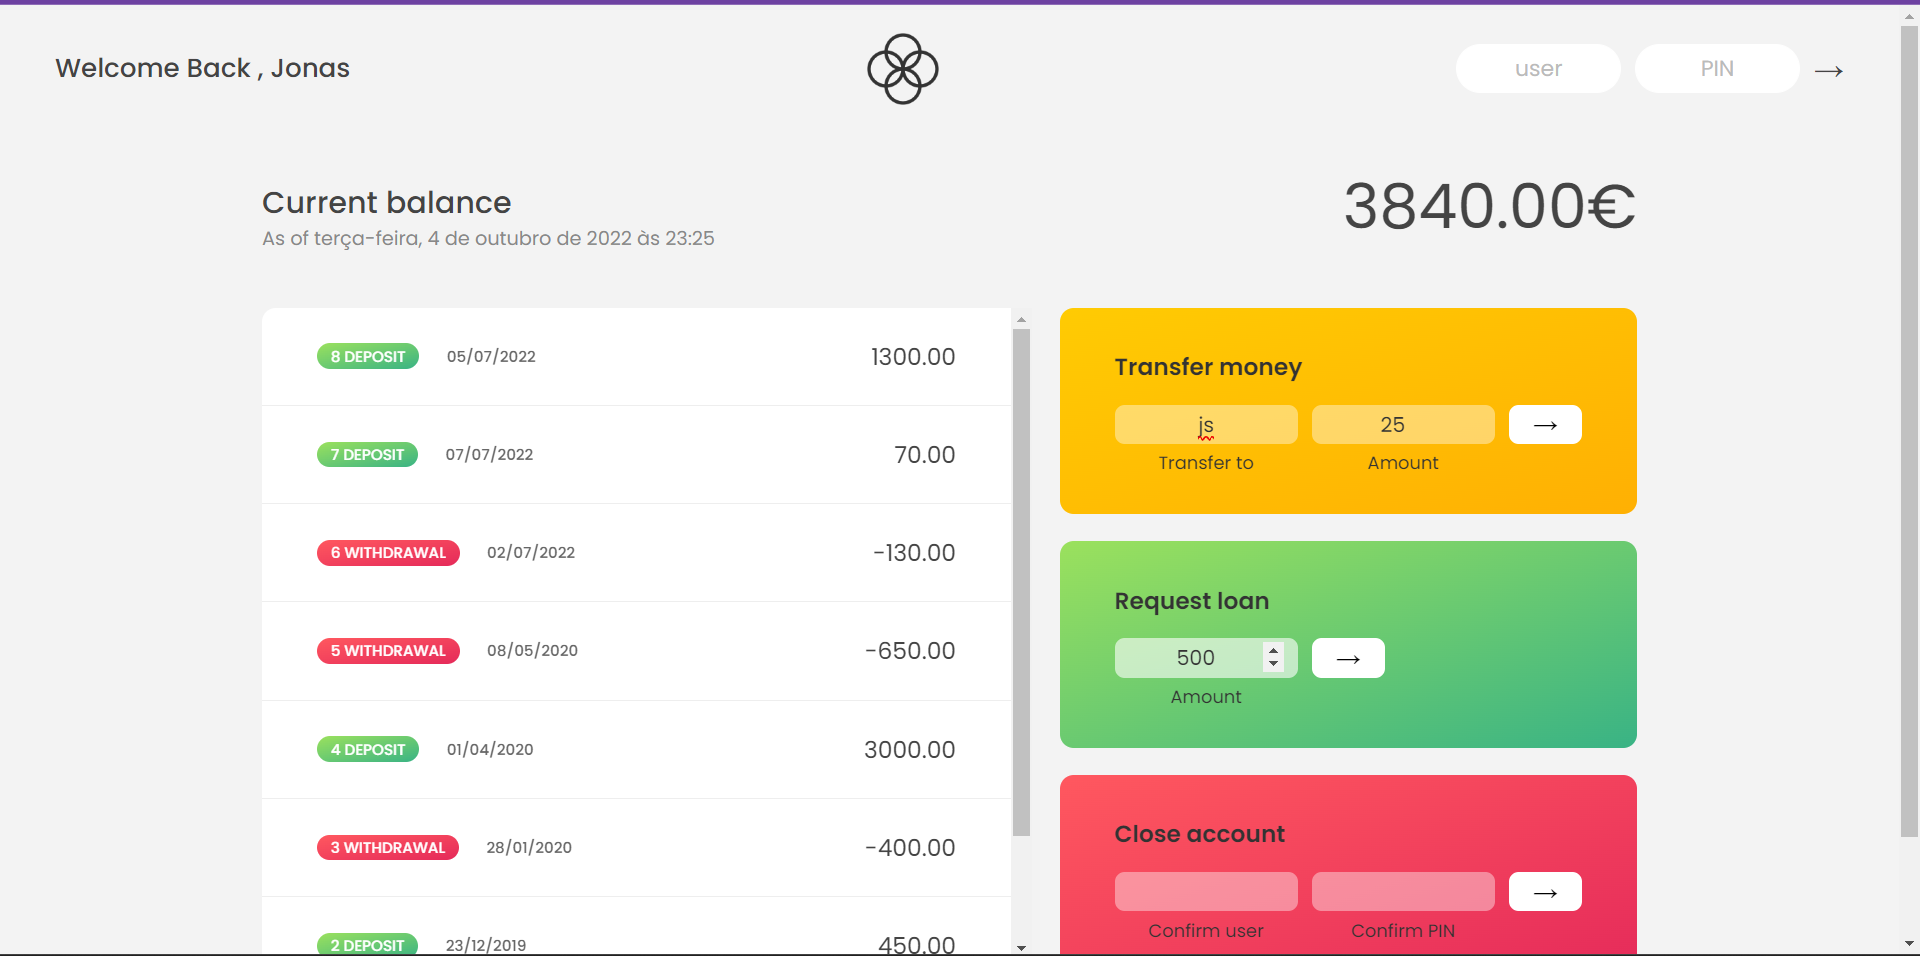 Welcome Back , Jonas
user
PIN
→
Current balance
As of terça-feira, 4 de outubro de 2022 às 23:25
3840.00€
8 DEPOSIT 05/07/2022 1300.00
7 DEPOSIT 07/07/2022 70.00
6 WITHDRAWAL 02/07/2022 -130.00
5 WITHDRAWAL 08/05/2020 -650.00
4 DEPOSIT 01/04/2020 3000.00
3 WITHDRAWAL 28/01/2020 -400.00
2 DEPOSIT 23/12/2019 450.00
Transfer money
js 25 →
Transfer to Amount
Request loan
500 →
Amount
Close account
→
Confirm user Confirm PIN